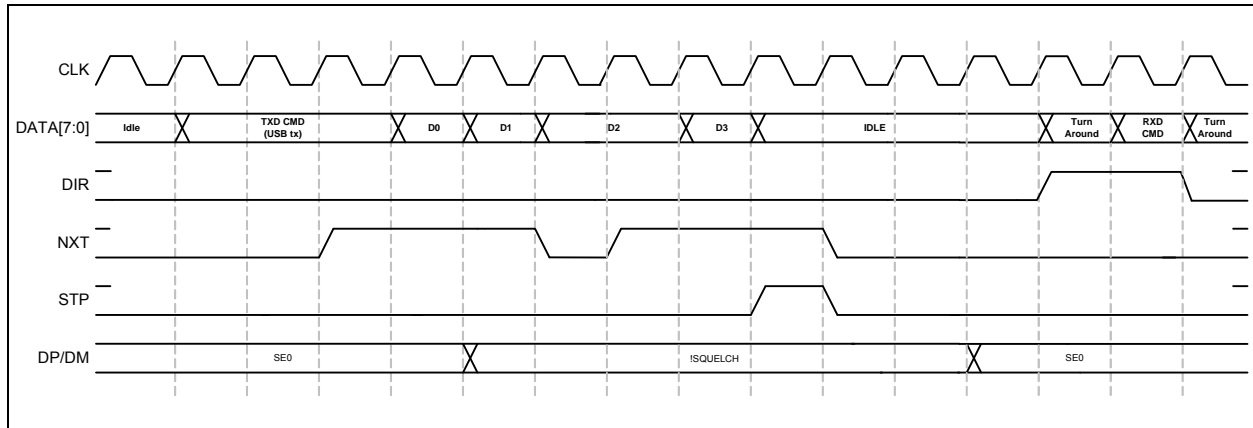 CLK
DATA[7:0]
Idle
TXD CMD
(USB tx)
D0
D1
D2
D3
IDLE
Turn
Around
RXD
CMD
Turn
Around
DIR
NXT
STP
DP/DM
SE0
!SQUELCH
SE0